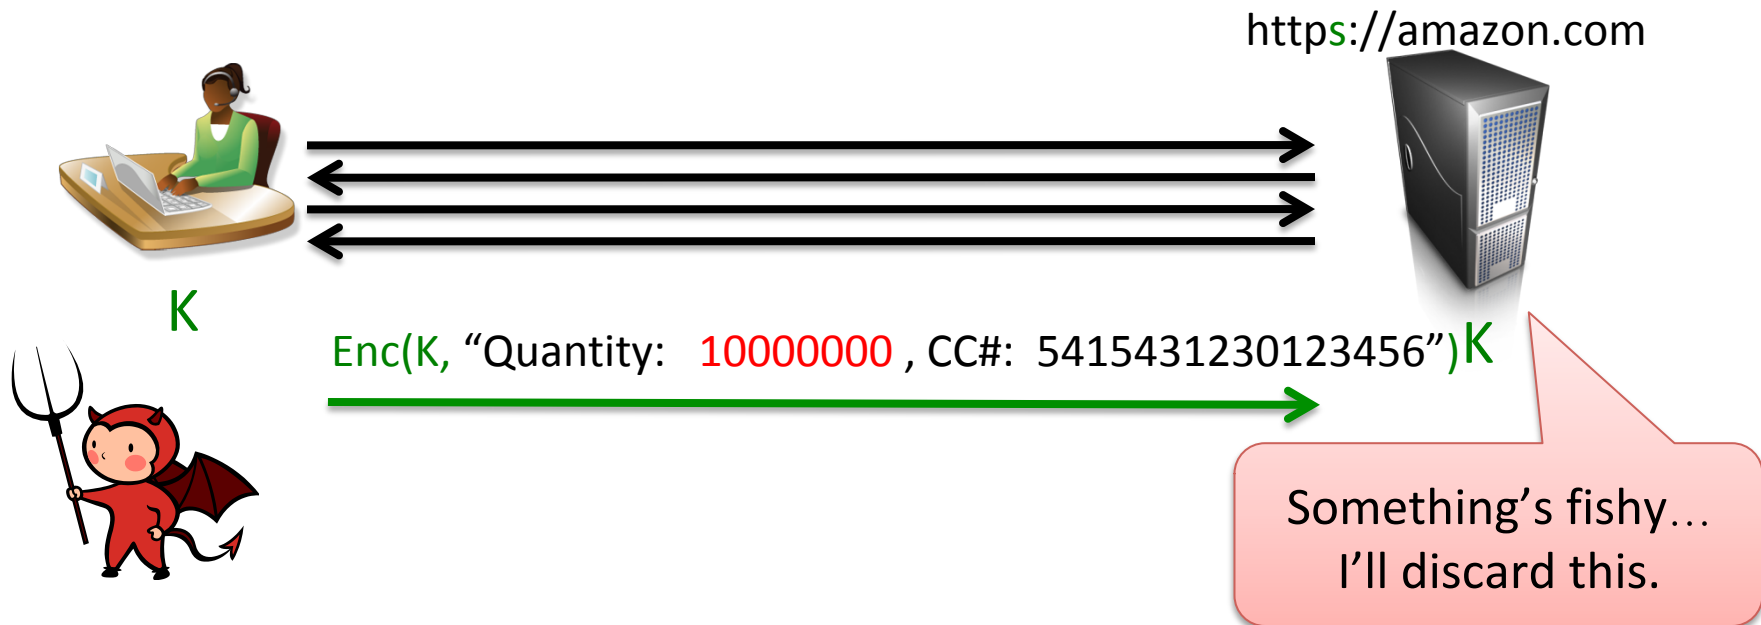 https://amazon.com
K
Enc(K, “Quantity: 10000000 , CC#: 5415431230123456”) K
Something’s fishy…
I’ll discard this.